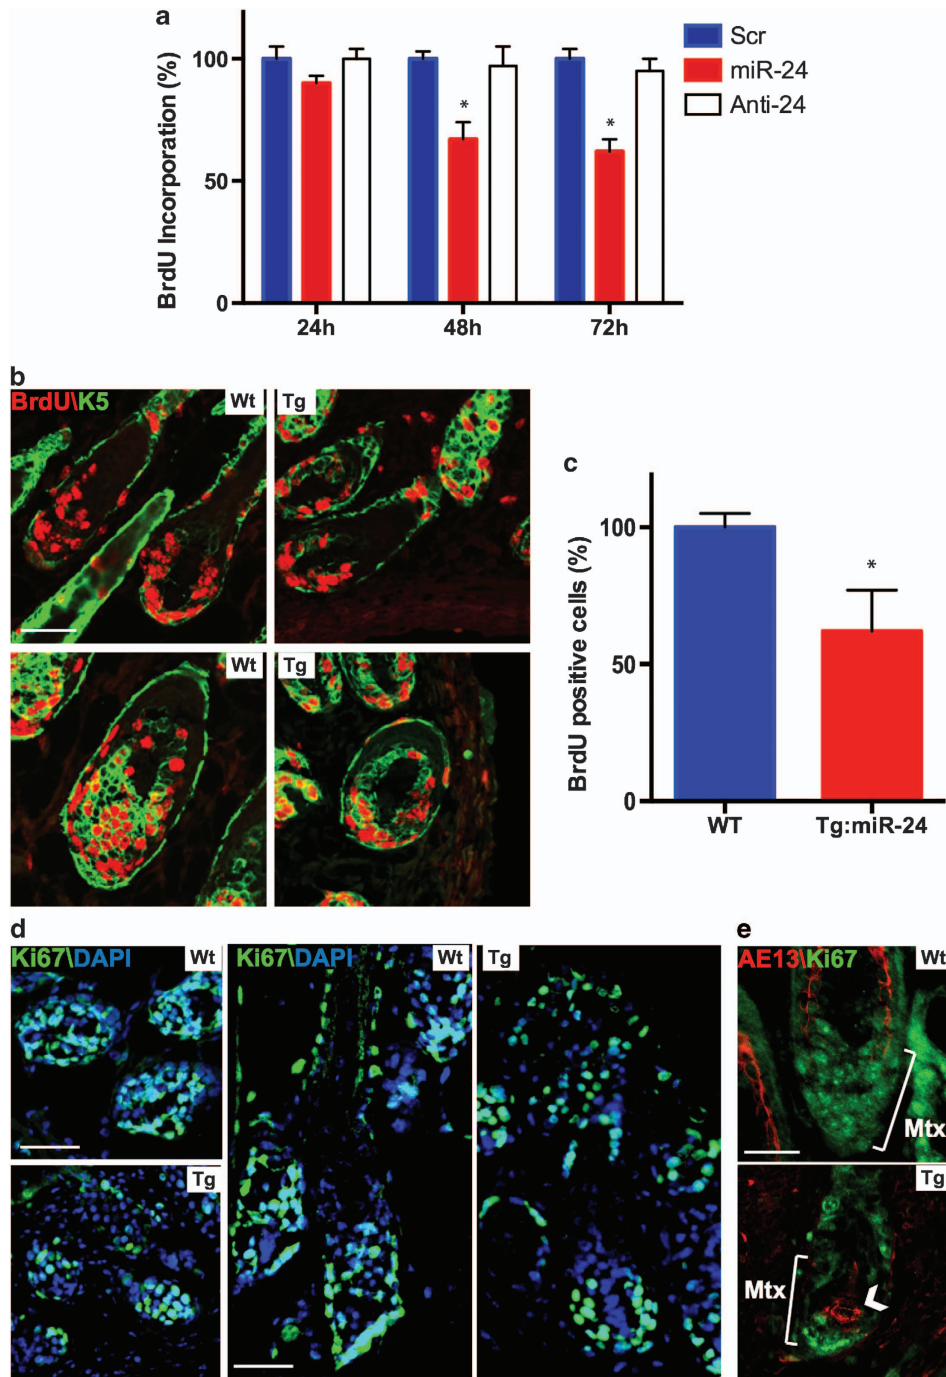 a
BrdU Incorporation (%)
100
50
0
24h
48h
72h
*
*
Scr
miR-24
Anti-24
b
BrdU\K5
Wt
Tg
Wt
Tg
c
BrdU positive cells (%)
100
50
0
*
WT
Tg:miR-24
d
Ki67\DAPI
Wt
Tg
Ki67\DAPI
Wt
Tg
e
AE13\Ki67
Wt
Mtx
Tg
Mtx